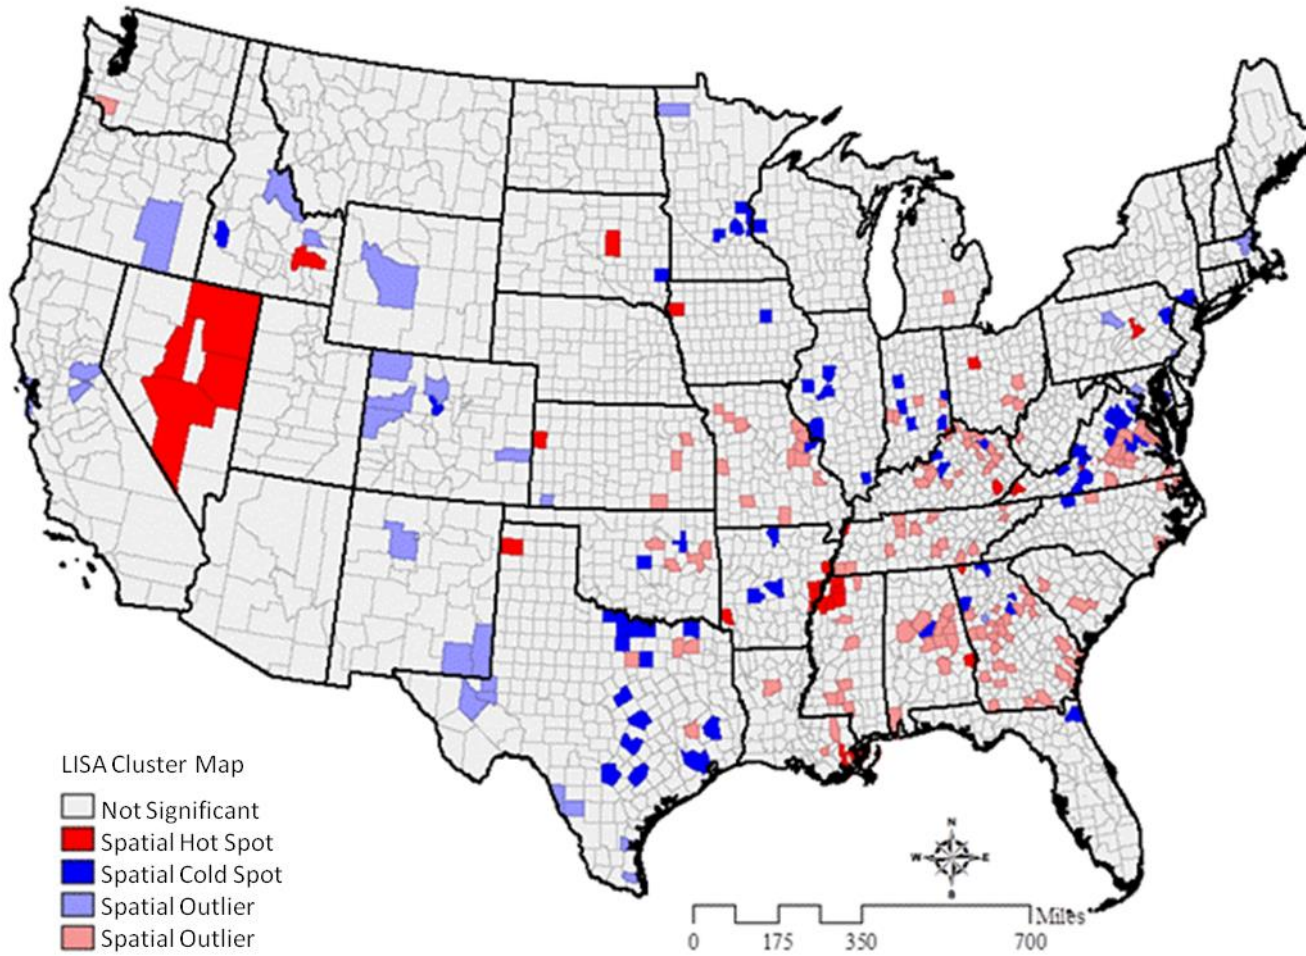 LISA Cluster Map
Not Significant
Spatial Hot Spot
Spatial Cold Spot
Spatial Outlier
Spatial Outlier
N
W E
S
Miles
0 175 350 700